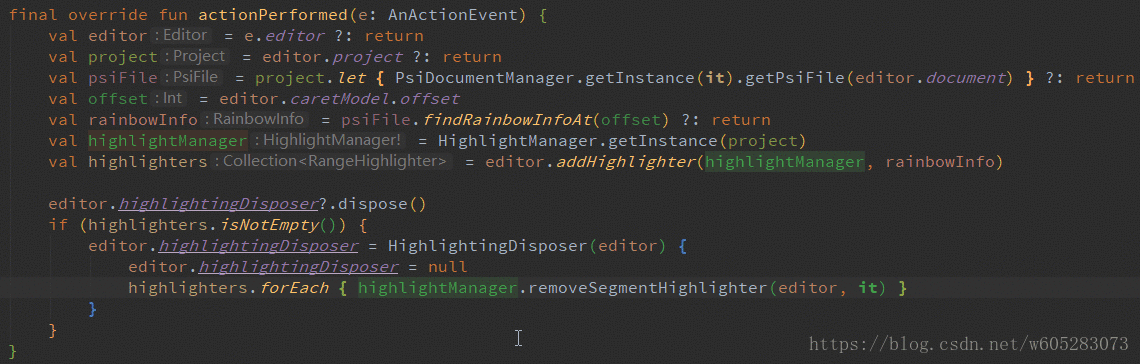 final override fun actionPerformed(e: AnActionEvent) {
    val editor : Editor = e.editor ?: return
    val project : Project = editor.project ?: return
    val psiFile : PsiFile = project.let { PsiDocumentManager.getInstance(it).getPsiFile(editor.document) } ?: return
    val offset : Int = editor.caretModel.offset
    val rainbowInfo : RainbowInfo = psiFile.findRainbowInfoAt(offset) ?: return
    val highlightManager : HighlightManager! = HighlightManager.getInstance(project)
    val highlighters : Collection<RangeHighlighter> = editor.addHighlighter(highlightManager, rainbowInfo)
    editor.highlightingDisposer?.dispose()
    if (highlighters.isNotEmpty()) {
        editor.highlightingDisposer = HighlightingDisposer(editor) {
            editor.highlightingDisposer = null
            highlighters.forEach { highlightManager.removeSegmentHighlighter(editor, it) }
        }
    }
}
https://blog.csdn.net/w605283073